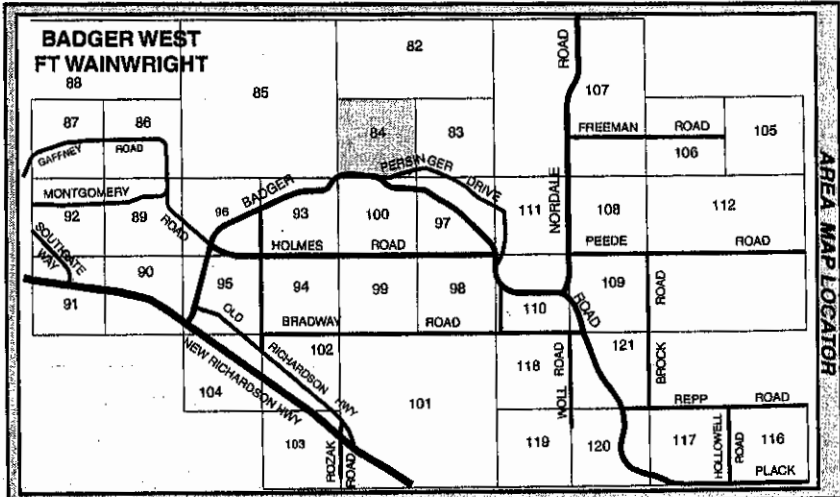 BADGER WEST
FT WAINWRIGHT
82
88
85
ROAD
107
87
86
84
83
FREEMAN ROAD
105
GAFFNEY ROAD
106
PERSINGER DRIVE
MONTGOMERY
ROAD
BADGER
NORDALE
92
89
96
93
100
97
111
108
112
HOLMES ROAD
PEEDE ROAD
SOUTHGATE WAY
90
95
94
99
98
109
ROAD
91
110
ROAD
OLD RICHARDSON HWY
BRADWAY ROAD
102
121
NEW RICHARDSON HWY
118
WOLL ROAD
BROCK
104
101
REPP ROAD
103
ROZAK ROAD
119
120
117
HOLLOWELL ROAD
116
PLACK
AREA MAP LOCATOR